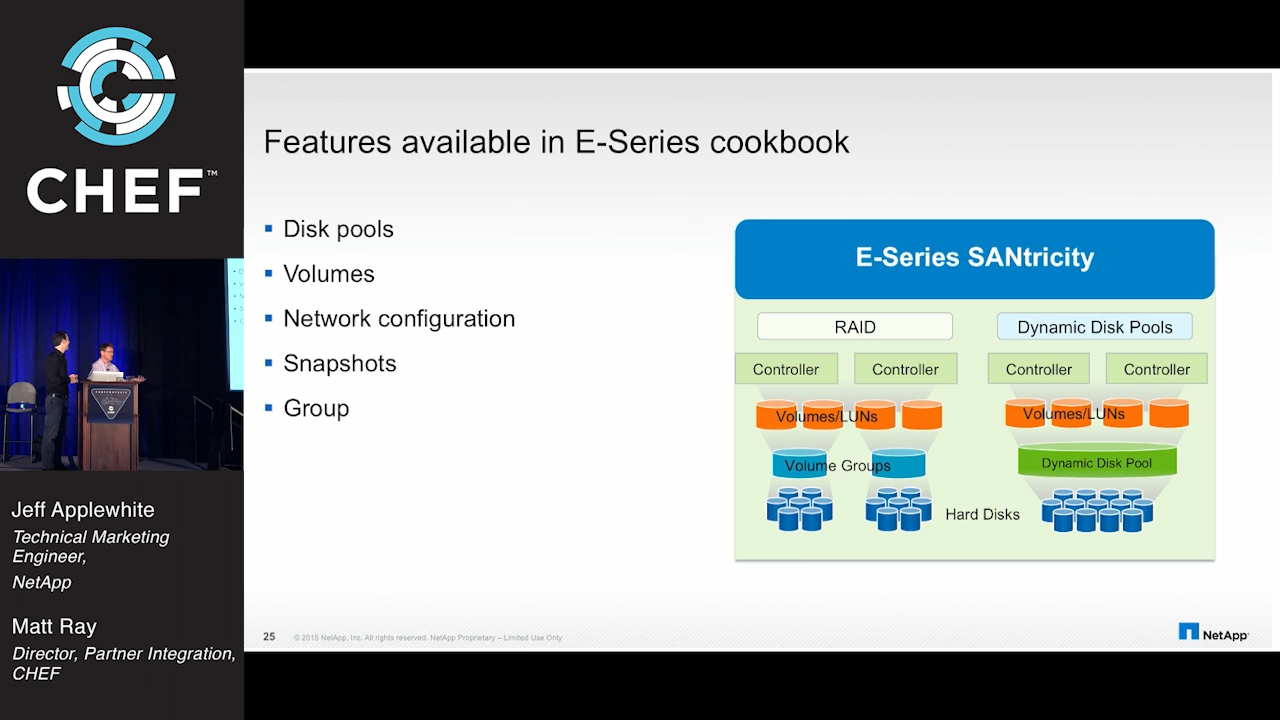 CHEF™
Jeff Applewhite
Technical Marketing
Engineer,
NetApp
Matt Ray
Director, Partner Integration,
CHEF
Features available in E-Series cookbook
▪ Disk pools
▪ Volumes
▪ Network configuration
▪ Snapshots
▪ Group
E-Series SANtricity
RAID
Dynamic Disk Pools
Controller
Controller
Controller
Controller
Volumes/LUNs
Volumes/LUNs
Volume Groups
Dynamic Disk Pool
Hard Disks
25
© 2015 NetApp, Inc. All rights reserved. NetApp Proprietary – Limited Use Only
NetApp®